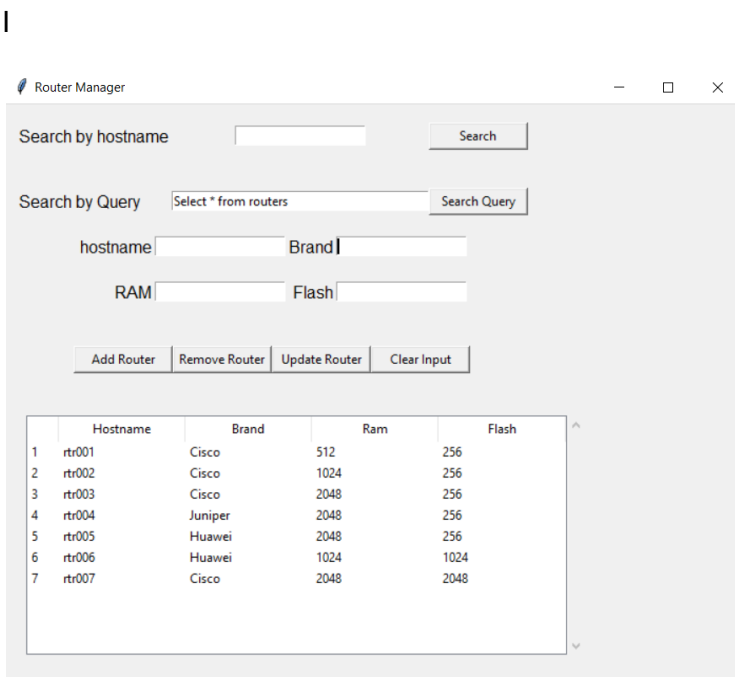 Router Manager
Search by hostname Search
Search by Query Select * from routers Search Query
hostname Brand
RAM Flash
Add Router Remove Router Update Router Clear Input
Hostname Brand Ram Flash
1 rtr001 Cisco 512 256
2 rtr002 Cisco 1024 256
3 rtr003 Cisco 2048 256
4 rtr004 Juniper 2048 256
5 rtr005 Huawei 2048 256
6 rtr006 Huawei 1024 1024
7 rtr007 Cisco 2048 2048